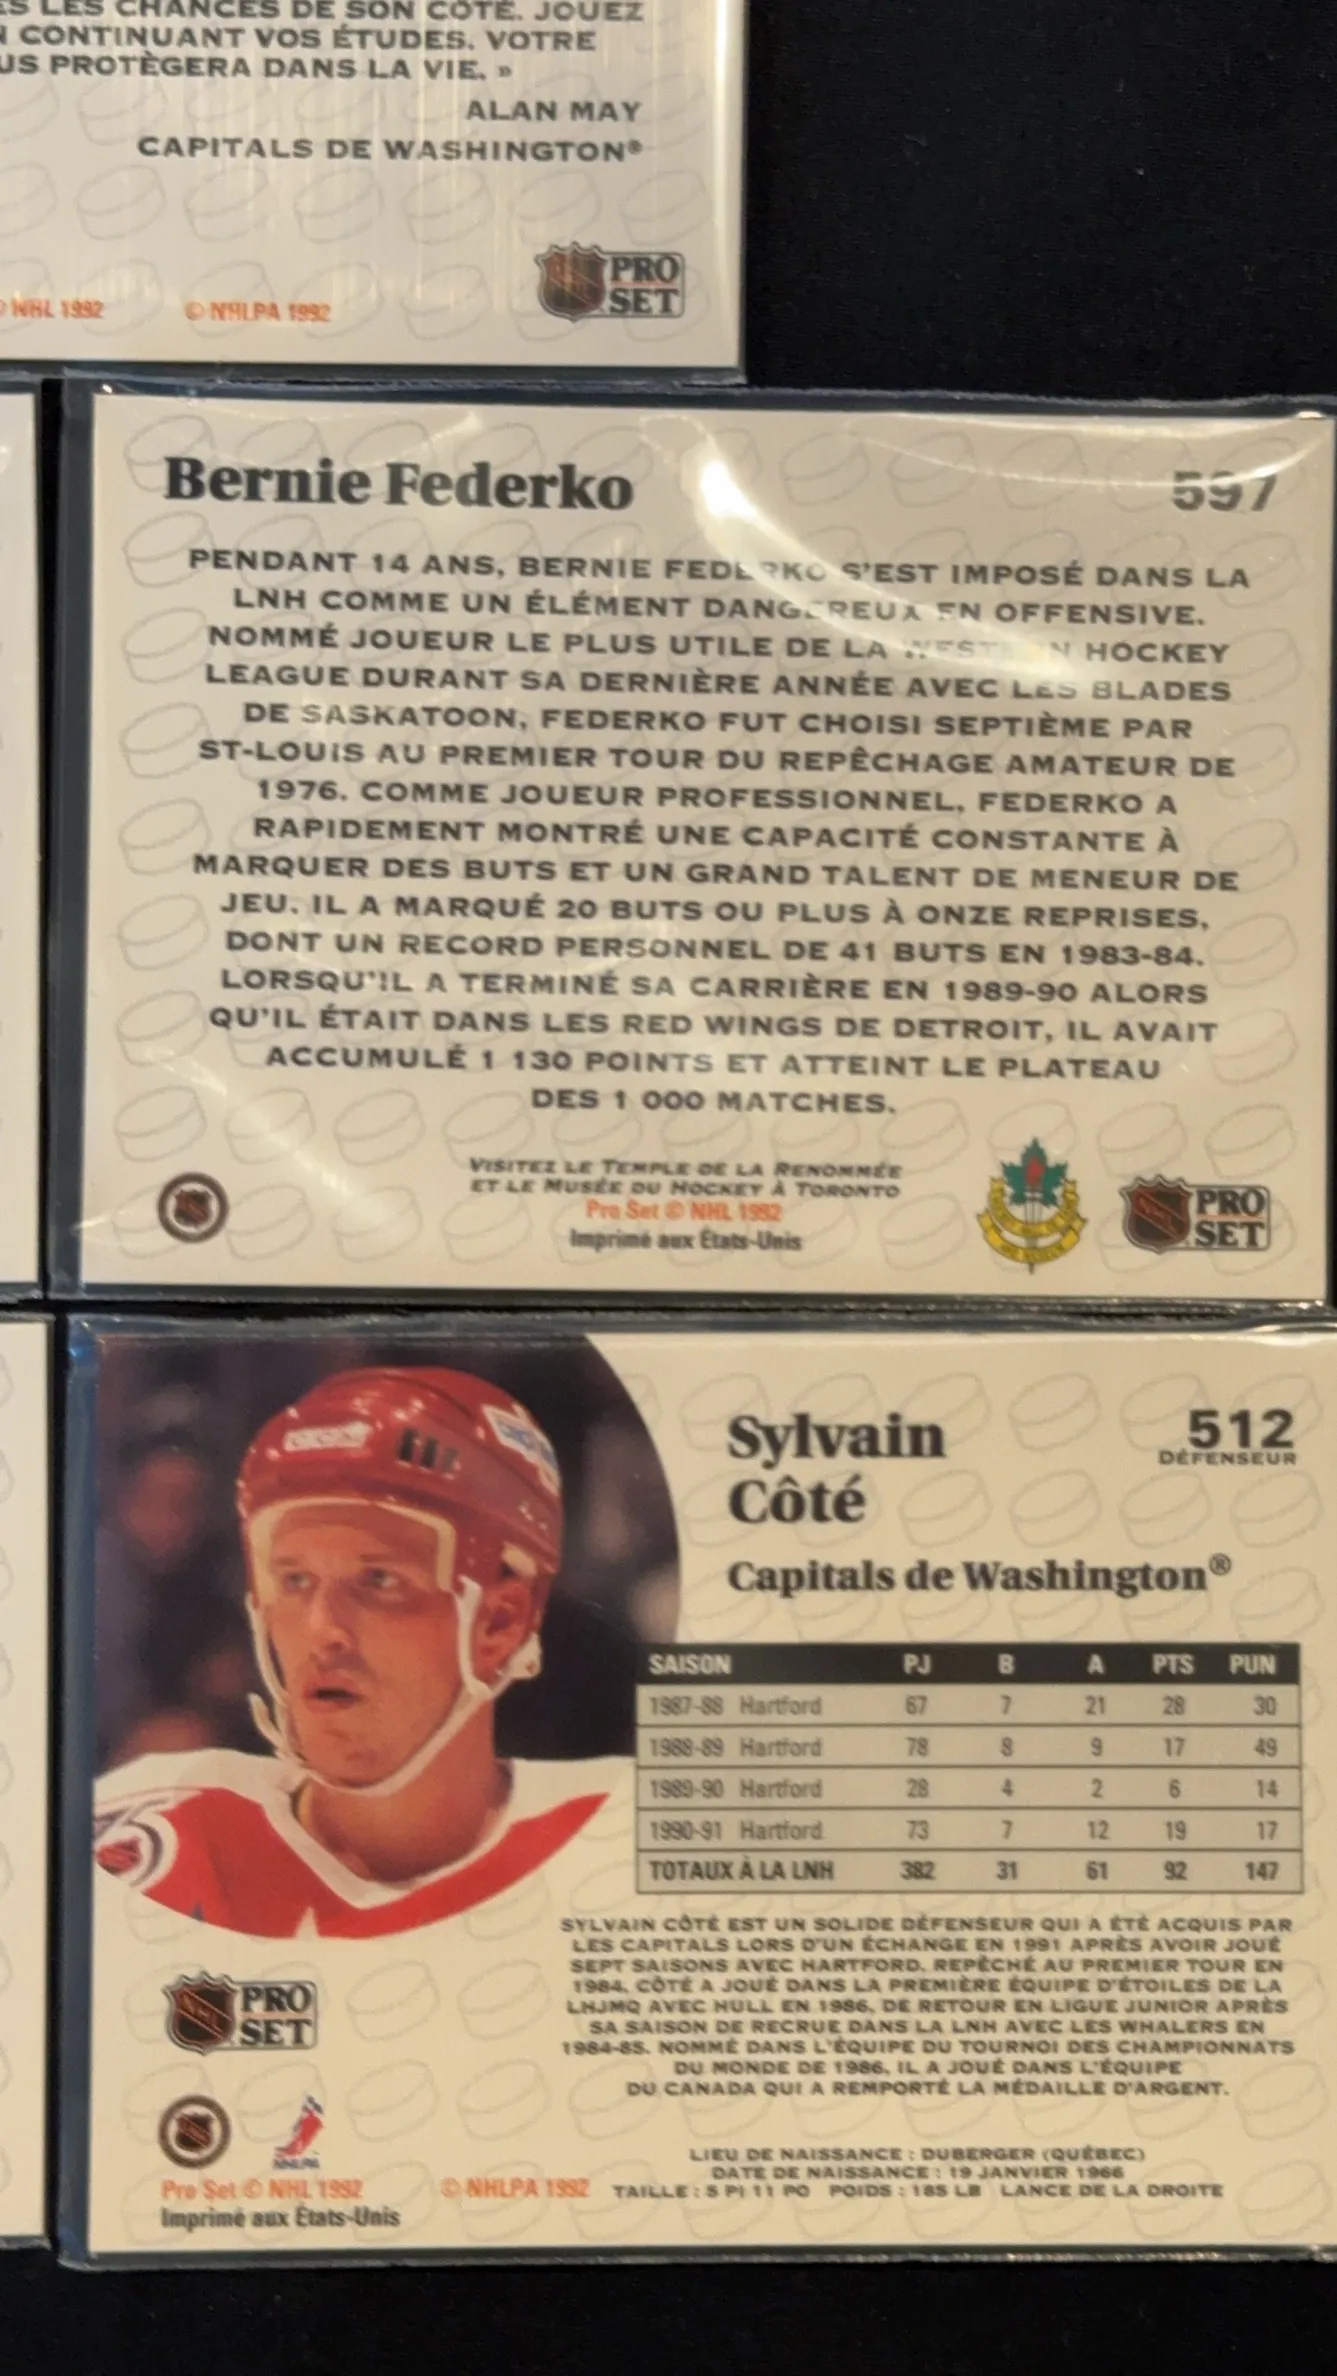 ES LES CHANCES DE SON CÔTÉ. JOUEZ
N CONTINUANT VOS ÉTUDES. VOTRE
US PROTÈGERA DANS LA VIE. »
ALAN MAY
CAPITALS DE WASHINGTON®
PRO
SET
© NHL 1992 © NHLPA 1992
Bernie Federko 597
PENDANT 14 ANS, BERNIE FEDERKO S'EST IMPOSÉ DANS LA
LNH COMME UN ÉLÉMENT DANGEREUX EN OFFENSIVE.
NOMMÉ JOUEUR LE PLUS UTILE DE LA WESTERN HOCKEY
LEAGUE DURANT SA DERNIÈRE ANNÉE AVEC LES BLADES
DE SASKATOON, FEDERKO FUT CHOISI SEPTIÈME PAR
ST-LOUIS AU PREMIER TOUR DU REPÊCHAGE AMATEUR DE
1976. COMME JOUEUR PROFESSIONNEL, FEDERKO A
RAPIDEMENT MONTRÉ UNE CAPACITÉ CONSTANTE À
MARQUER DES BUTS ET UN GRAND TALENT DE MENEUR DE
JEU. IL A MARQUÉ 20 BUTS OU PLUS À ONZE REPRISES,
DONT UN RECORD PERSONNEL DE 41 BUTS EN 1983-84.
LORSQU'IL A TERMINÉ SA CARRIÈRE EN 1989-90 ALORS
QU'IL ÉTAIT DANS LES RED WINGS DE DETROIT, IL AVAIT
ACCUMULÉ 1 130 POINTS ET ATTEINT LE PLATEAU
DES 1 000 MATCHES.
VISITEZ LE TEMPLE DE LA RENOMMÉE
ET LE MUSÉE DU HOCKEY À TORONTO
Pro Set © NHL 1992
Imprimé aux États-Unis
PRO
SET
Sylvain 512
DÉFENSEUR
Côté
Capitals de Washington®
SAISON PJ B A PTS PUN
1987-88 Hartford 67 7 21 28 30
1988-89 Hartford 78 8 9 17 49
1989-90 Hartford 28 4 2 6 14
1990-91 Hartford 73 7 12 19 17
TOTAUX À LA LNH 382 31 61 92 147
SYLVAIN CÔTÉ EST UN SOLIDE DÉFENSEUR QUI A ÉTÉ ACQUIS PAR
LES CAPITALS LORS D'UN ÉCHANGE EN 1991 APRÈS AVOIR JOUÉ
SEPT SAISONS AVEC HARTFORD. REPÊCHÉ AU PREMIER TOUR EN
1984, CÔTÉ A JOUÉ DANS LA PREMIÈRE ÉQUIPE D'ÉTOILES DE LA
LHJMQ AVEC HULL EN 1986, DE RETOUR EN LIGUE JUNIOR APRÈS
SA SAISON DE RECRUE DANS LA LNH AVEC LES WHALERS EN
1984-85. NOMMÉ DANS L'ÉQUIPE DU TOURNOI DES CHAMPIONNATS
DU MONDE DE 1986, IL A JOUÉ DANS L'ÉQUIPE
DU CANADA QUI A REMPORTÉ LA MÉDAILLE D'ARGENT.
PRO
SET
NHLPA
LIEU DE NAISSANCE : DUBERGER (QUÉBEC)
DATE DE NAISSANCE : 19 JANVIER 1966
TAILLE : 5 PI 11 PO POIDS : 185 LB LANCE DE LA DROITE
Pro Set © NHL 1992 © NHLPA 1992
Imprimé aux États-Unis